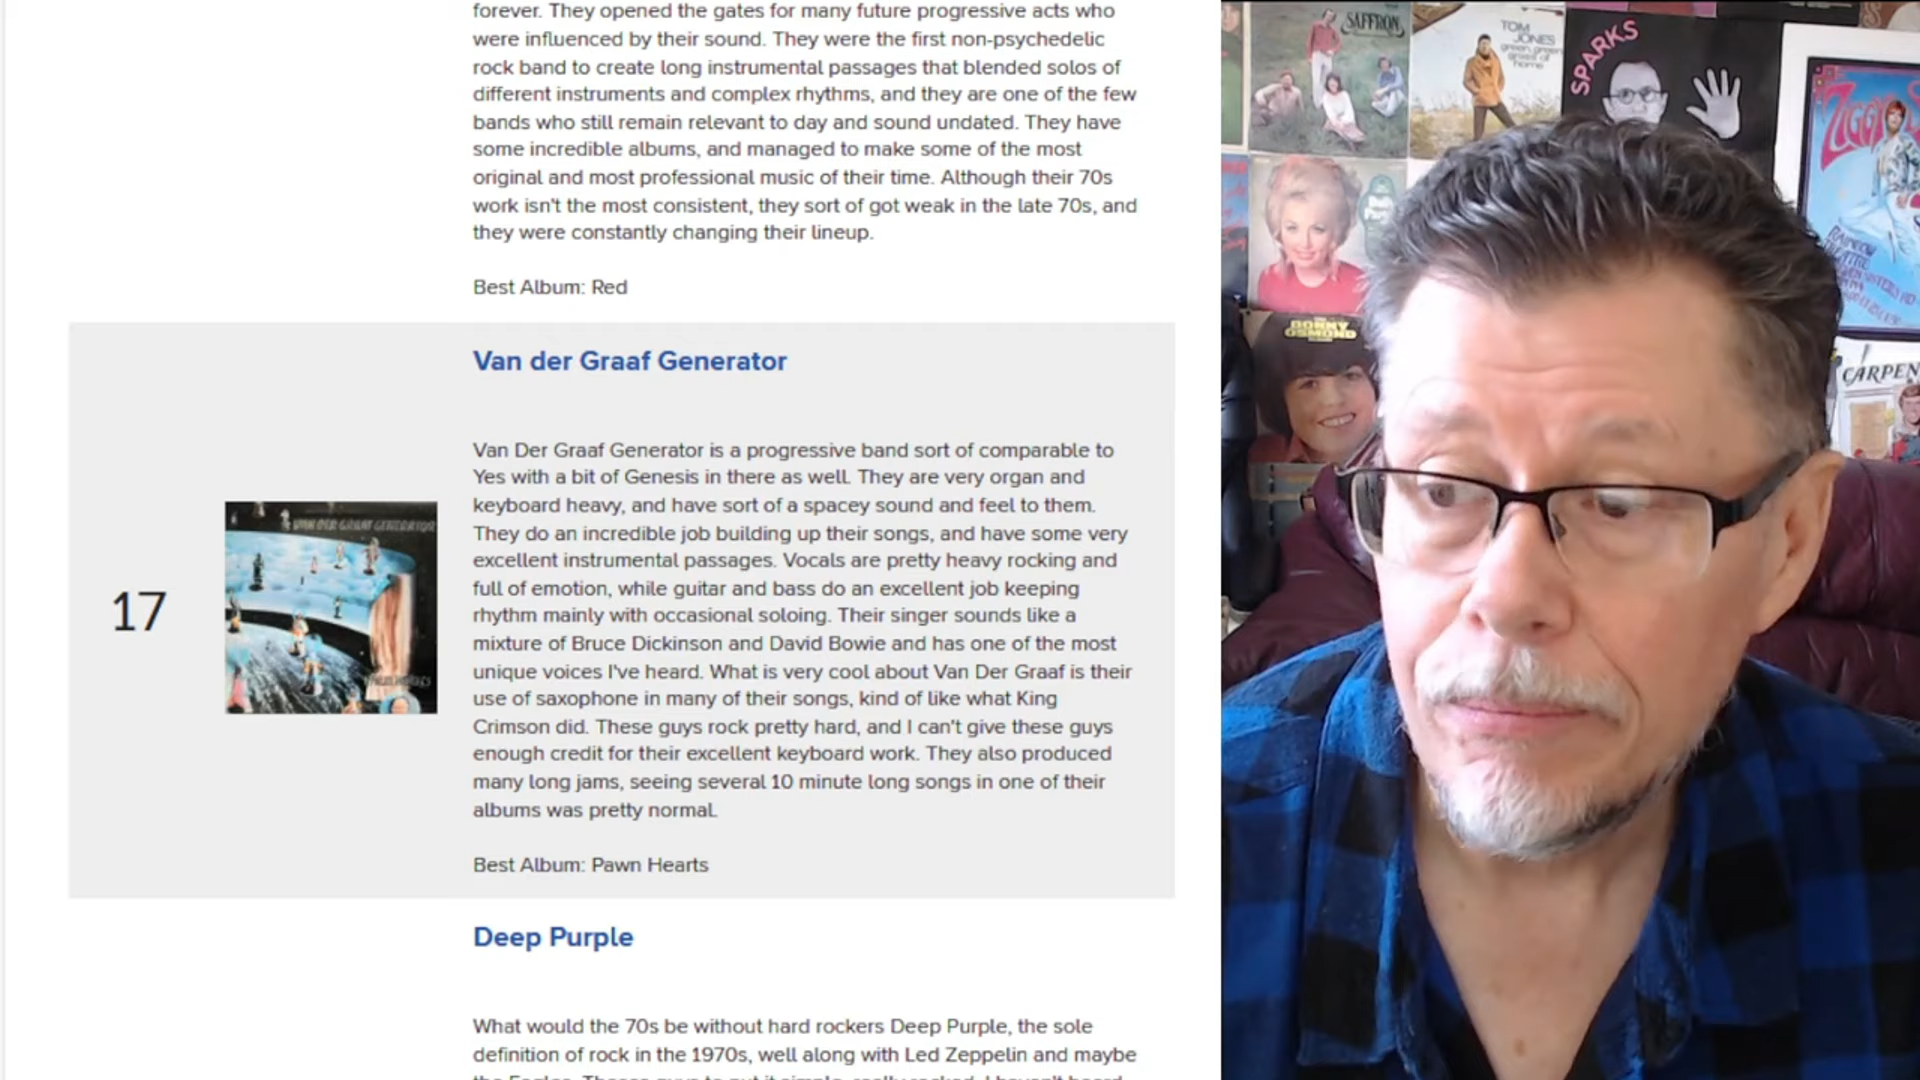 forever. They opened the gates for many future progressive acts who
were influenced by their sound. They were the first non-psychedelic
rock band to create long instrumental passages that blended solos of
different instruments and complex rhythms, and they are one of the few
bands who still remain relevant to day and sound undated. They have
some incredible albums, and managed to make some of the most
original and most professional music of their time. Although their 70s
work isn't the most consistent, they sort of got weak in the late 70s, and
they were constantly changing their lineup.
Best Album: Red
Van der Graaf Generator
17
VAN DER GRAAF GENERATOR
Van Der Graaf Generator is a progressive band sort of comparable to
Yes with a bit of Genesis in there as well. They are very organ and
keyboard heavy, and have sort of a spacey sound and feel to them.
They do an incredible job building up their songs, and have some very
excellent instrumental passages. Vocals are pretty heavy rocking and
full of emotion, while guitar and bass do an excellent job keeping
rhythm mainly with occasional soloing. Their singer sounds like a
mixture of Bruce Dickinson and David Bowie and has one of the most
unique voices I've heard. What is very cool about Van Der Graaf is their
use of saxophone in many of their songs, kind of like what King
Crimson did. These guys rock pretty hard, and I can't give these guys
enough credit for their excellent keyboard work. They also produced
many long jams, seeing several 10 minute long songs in one of their
albums was pretty normal.
Best Album: Pawn Hearts
Deep Purple
What would the 70s be without hard rockers Deep Purple, the sole
definition of rock in the 1970s, well along with Led Zeppelin and maybe
SAFFRON
TOM
JONES
green, green
grass of
home
SPARKS
ZIGGY
RAINBOW
THEATRE
DONNY
OSMOND
CARPEN